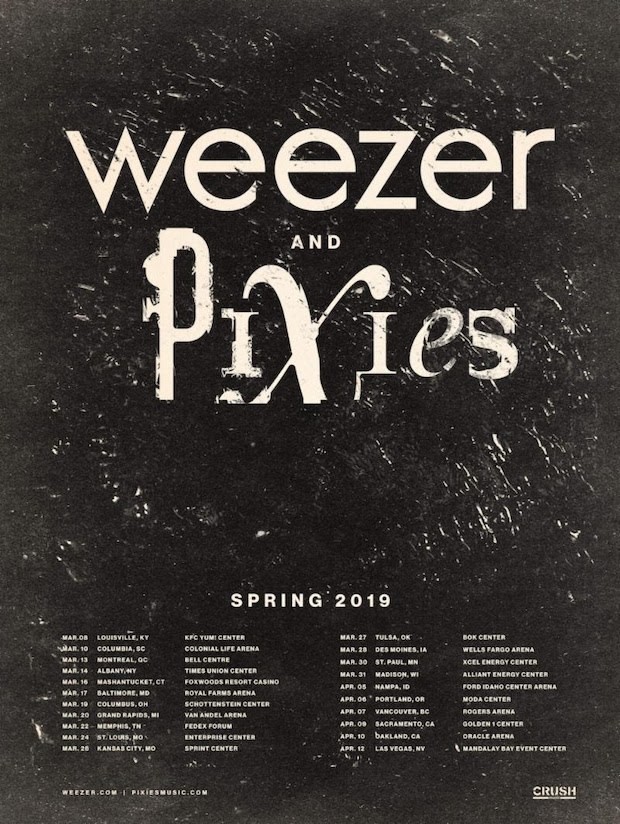 weezer
AND
PIXIES
SPRING 2019
MAR. 08 LOUISVILLE, KY KFC YUM! CENTER
MAR. 10 COLUMBIA, SC COLONIAL LIFE ARENA
MAR. 13 MONTREAL, QC BELL CENTRE
MAR. 14 ALBANY, NY TIMES UNION CENTER
MAR. 16 MASHANTUCKET, CT FOXWOODS RESORT CASINO
MAR. 17 BALTIMORE, MD ROYAL FARMS ARENA
MAR. 19 COLUMBUS, OH SCHOTTENSTEIN CENTER
MAR. 20 GRAND RAPIDS, MI VAN ANDEL ARENA
MAR. 22 MEMPHIS, TN FEDEX FORUM
MAR. 24 ST. LOUIS, MO ENTERPRISE CENTER
MAR. 26 KANSAS CITY, MO SPRINT CENTER
MAR. 27 TULSA, OK BOK CENTER
MAR. 28 DES MOINES, IA WELLS FARGO ARENA
MAR. 30 ST. PAUL, MN XCEL ENERGY CENTER
MAR. 31 MADISON, WI ALLIANT ENERGY CENTER
APR. 05 NAMPA, ID FORD IDAHO CENTER ARENA
APR. 06 PORTLAND, OR MODA CENTER
APR. 07 VANCOUVER, BC ROGERS ARENA
APR. 09 SACRAMENTO, CA GOLDEN 1 CENTER
APR. 10 OAKLAND, CA ORACLE ARENA
APR. 12 LAS VEGAS, NV MANDALAY BAY EVENT CENTER
WEEZER.COM | PIXIESMUSIC.COM
CRUSH